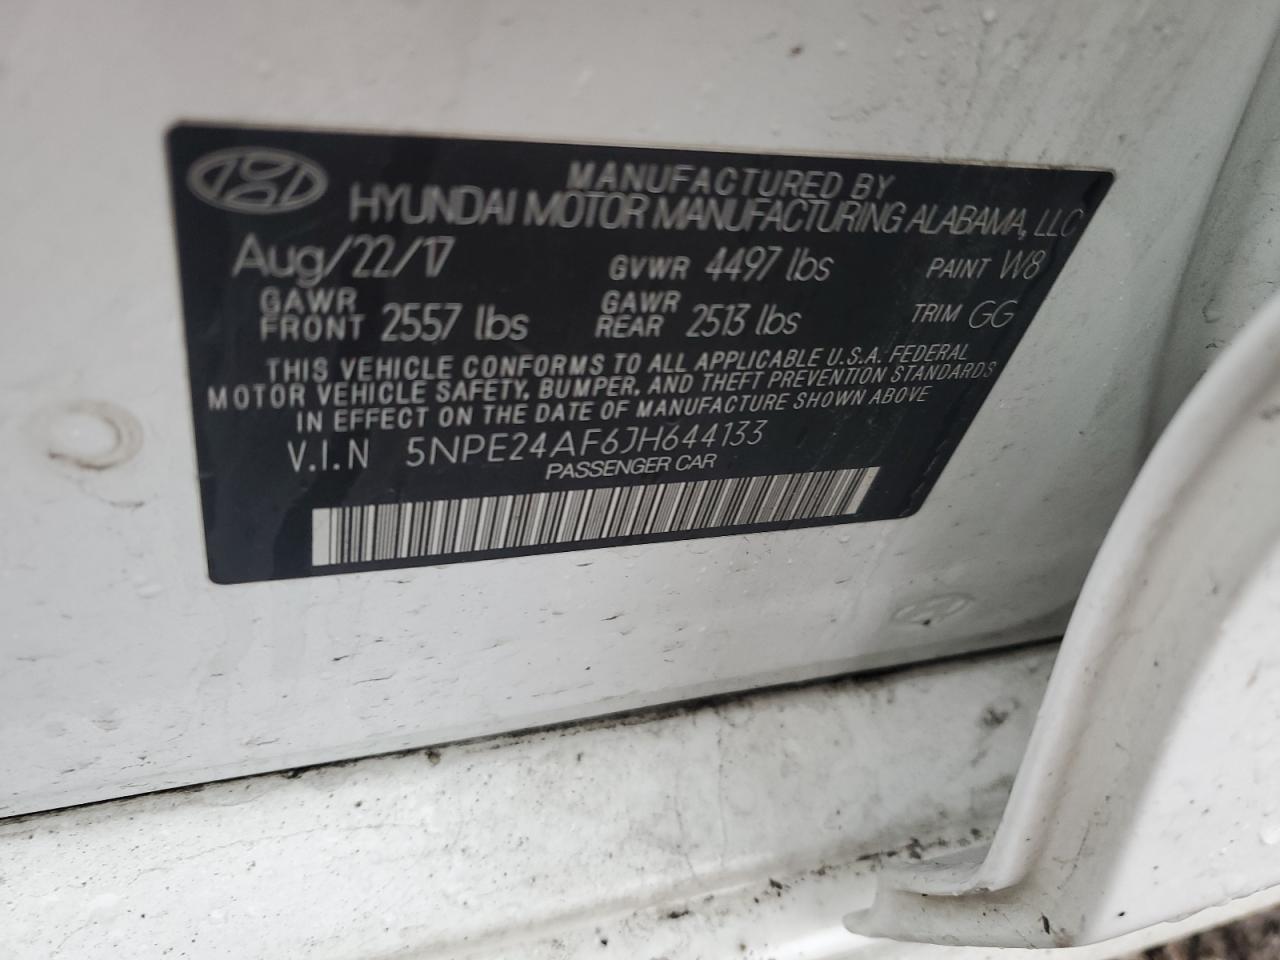 MANUFACTURED BY
HYUNDAI MOTOR MANUFACTURING ALABAMA, LLC
Aug/22/17 GVWR 4497 lbs PAINT W8
GAWR FRONT 2557 lbs GAWR REAR 2513 lbs TRIM GG
THIS VEHICLE CONFORMS TO ALL APPLICABLE U.S.A. FEDERAL
MOTOR VEHICLE SAFETY, BUMPER, AND THEFT PREVENTION STANDARDS
IN EFFECT ON THE DATE OF MANUFACTURE SHOWN ABOVE
V.I.N 5NPE24AF6JH644133
PASSENGER CAR